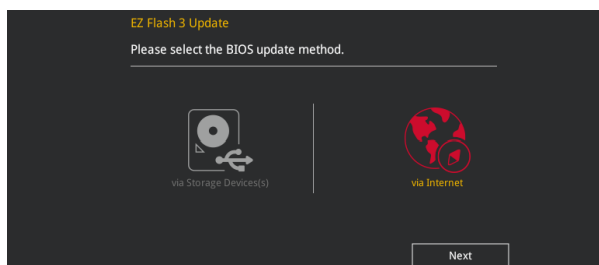 EZ Flash 3 Update
Please select the BIOS update method.
via Storage Devices(s)
via Internet
Next